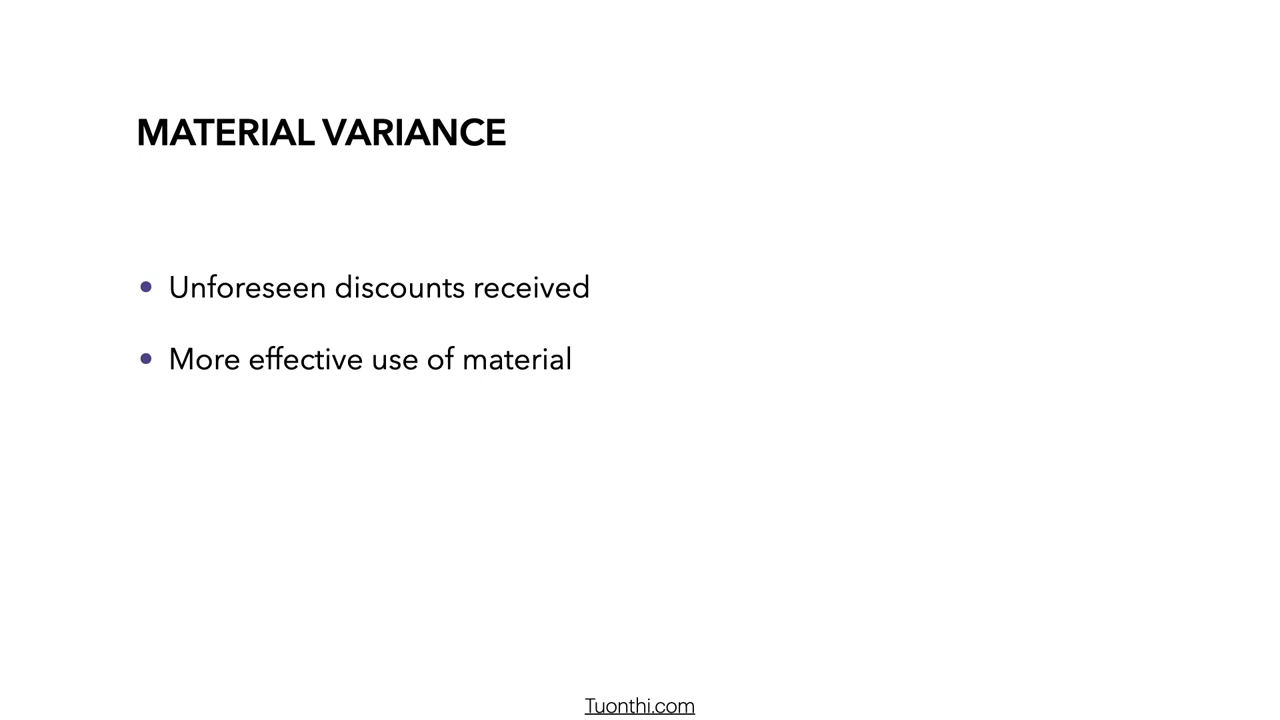 MATERIAL VARIANCE
• Unforeseen discounts received
• More effective use of material
Tuonthi.com